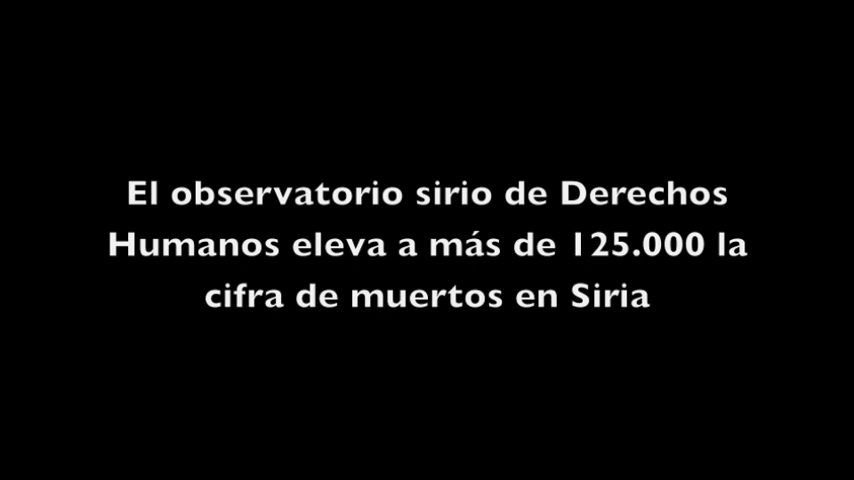 El observatorio sirio de Derechos
Humanos eleva a más de 125.000 la
cifra de muertos en Siria